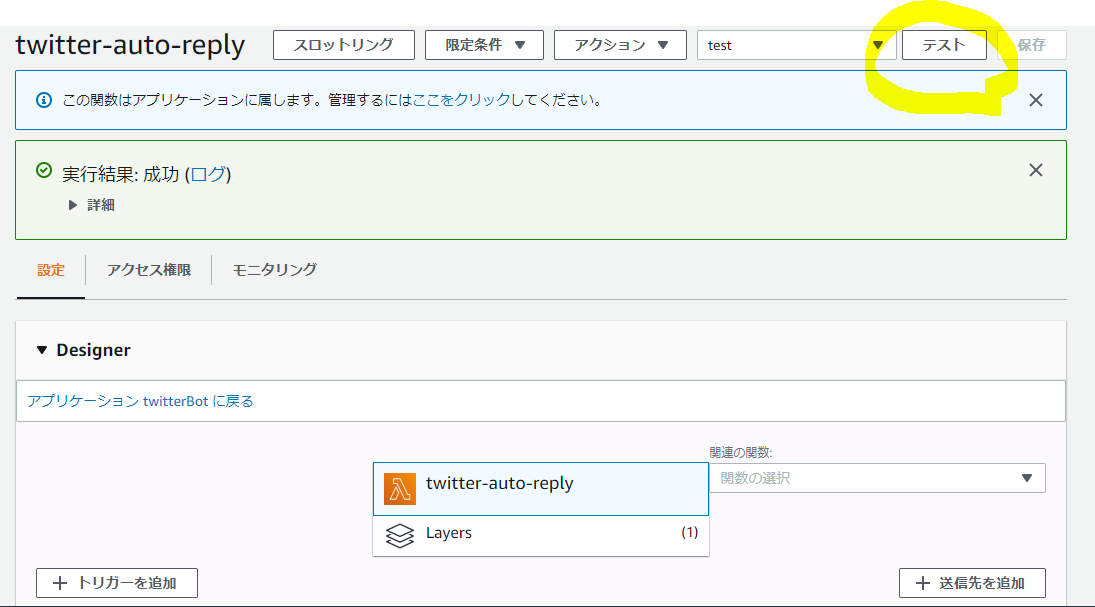 twitter-auto-reply スロットリング 限定条件 アクション test テスト 保存
この関数はアプリケーションに属します。管理するにはここをクリックしてください。
実行結果: 成功 (ログ)
詳細
設定 アクセス権限 モニタリング
Designer
アプリケーション twitterBot に戻る
関連の関数:
twitter-auto-reply 関数の選択
Layers (1)
トリガーを追加 送信先を追加